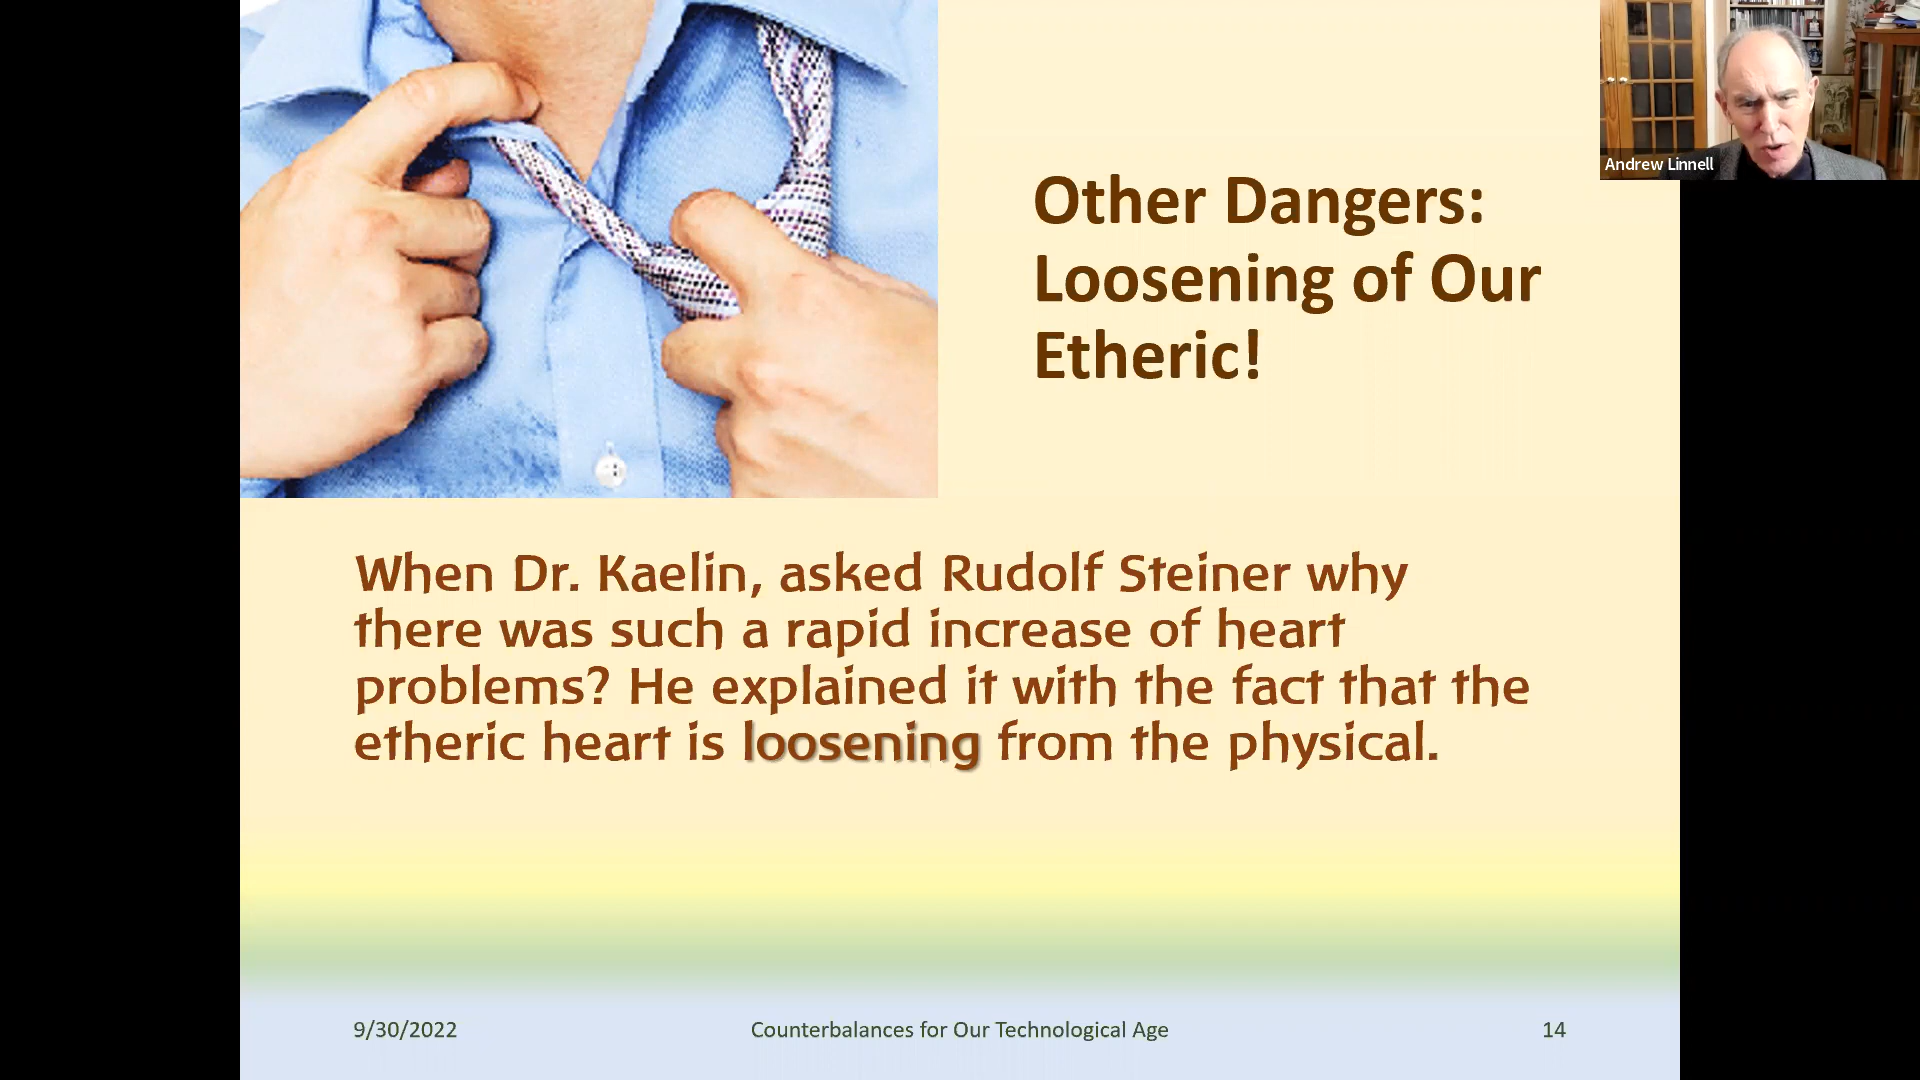 Andrew Linnell
Other Dangers:
Loosening of Our
Etheric!
When Dr. Kaelin, asked Rudolf Steiner why
there was such a rapid increase of heart
problems? He explained it with the fact that the
etheric heart is loosening from the physical.
9/30/2022 Counterbalances for Our Technological Age 14